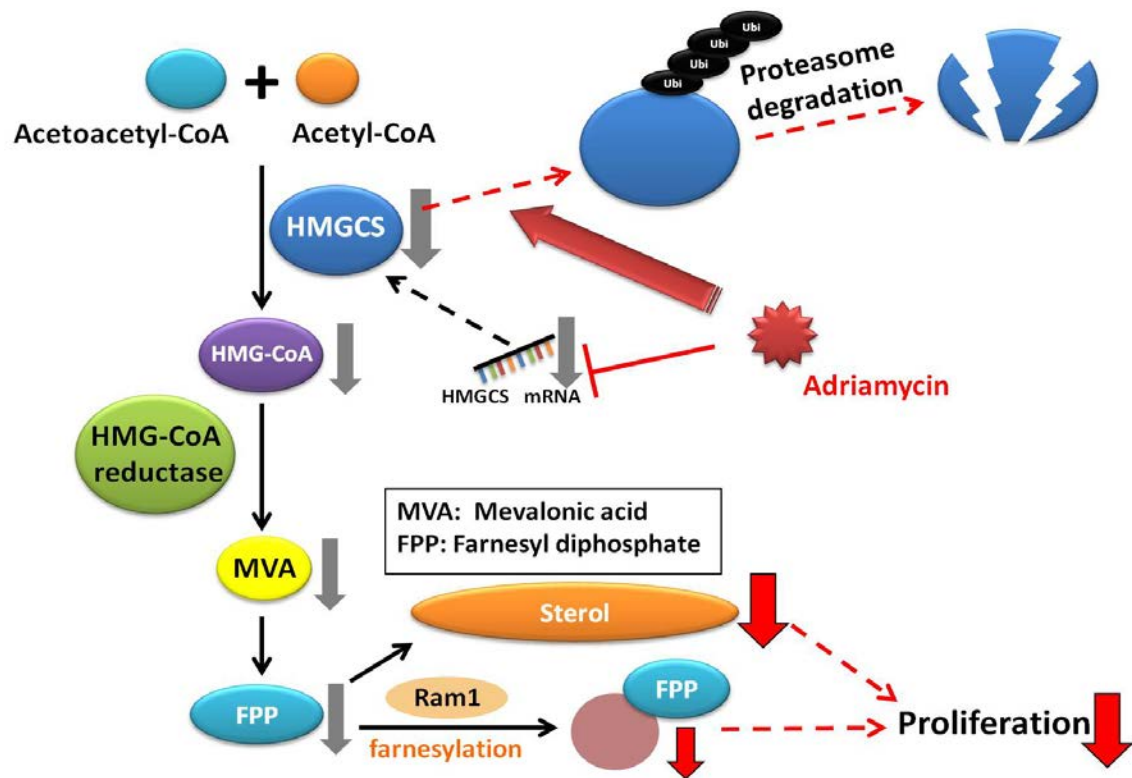 Ubi
Ubi
Ubi
Ubi
Proteasome
degradation
Acetoacetyl-CoA
+
Acetyl-CoA
HMGCS
HMG-CoA
HMGCS mRNA
Adriamycin
HMG-CoA
reductase
MVA: Mevalonic acid
FPP: Farnesyl diphosphate
MVA
Sterol
FPP
Ram1
farnesylation
FPP
Proliferation